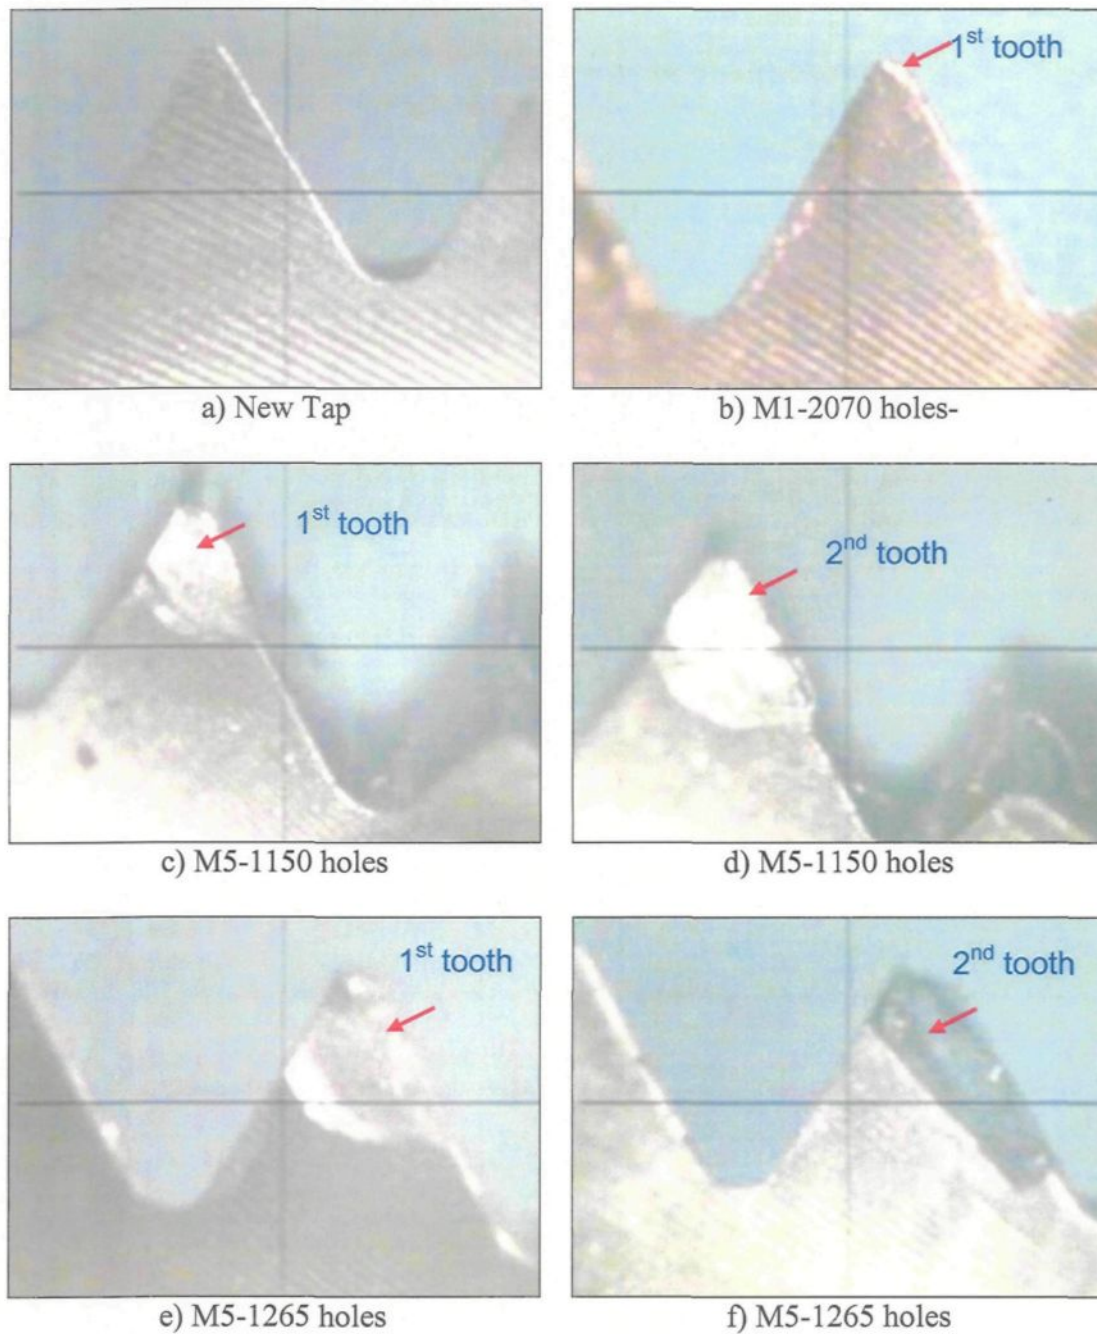 1st tooth
a) New Tap
b) M1-2070 holes-
1st tooth
2nd tooth
c) M5-1150 holes
d) M5-1150 holes
1st tooth
2nd tooth
e) M5-1265 holes
f) M5-1265 holes